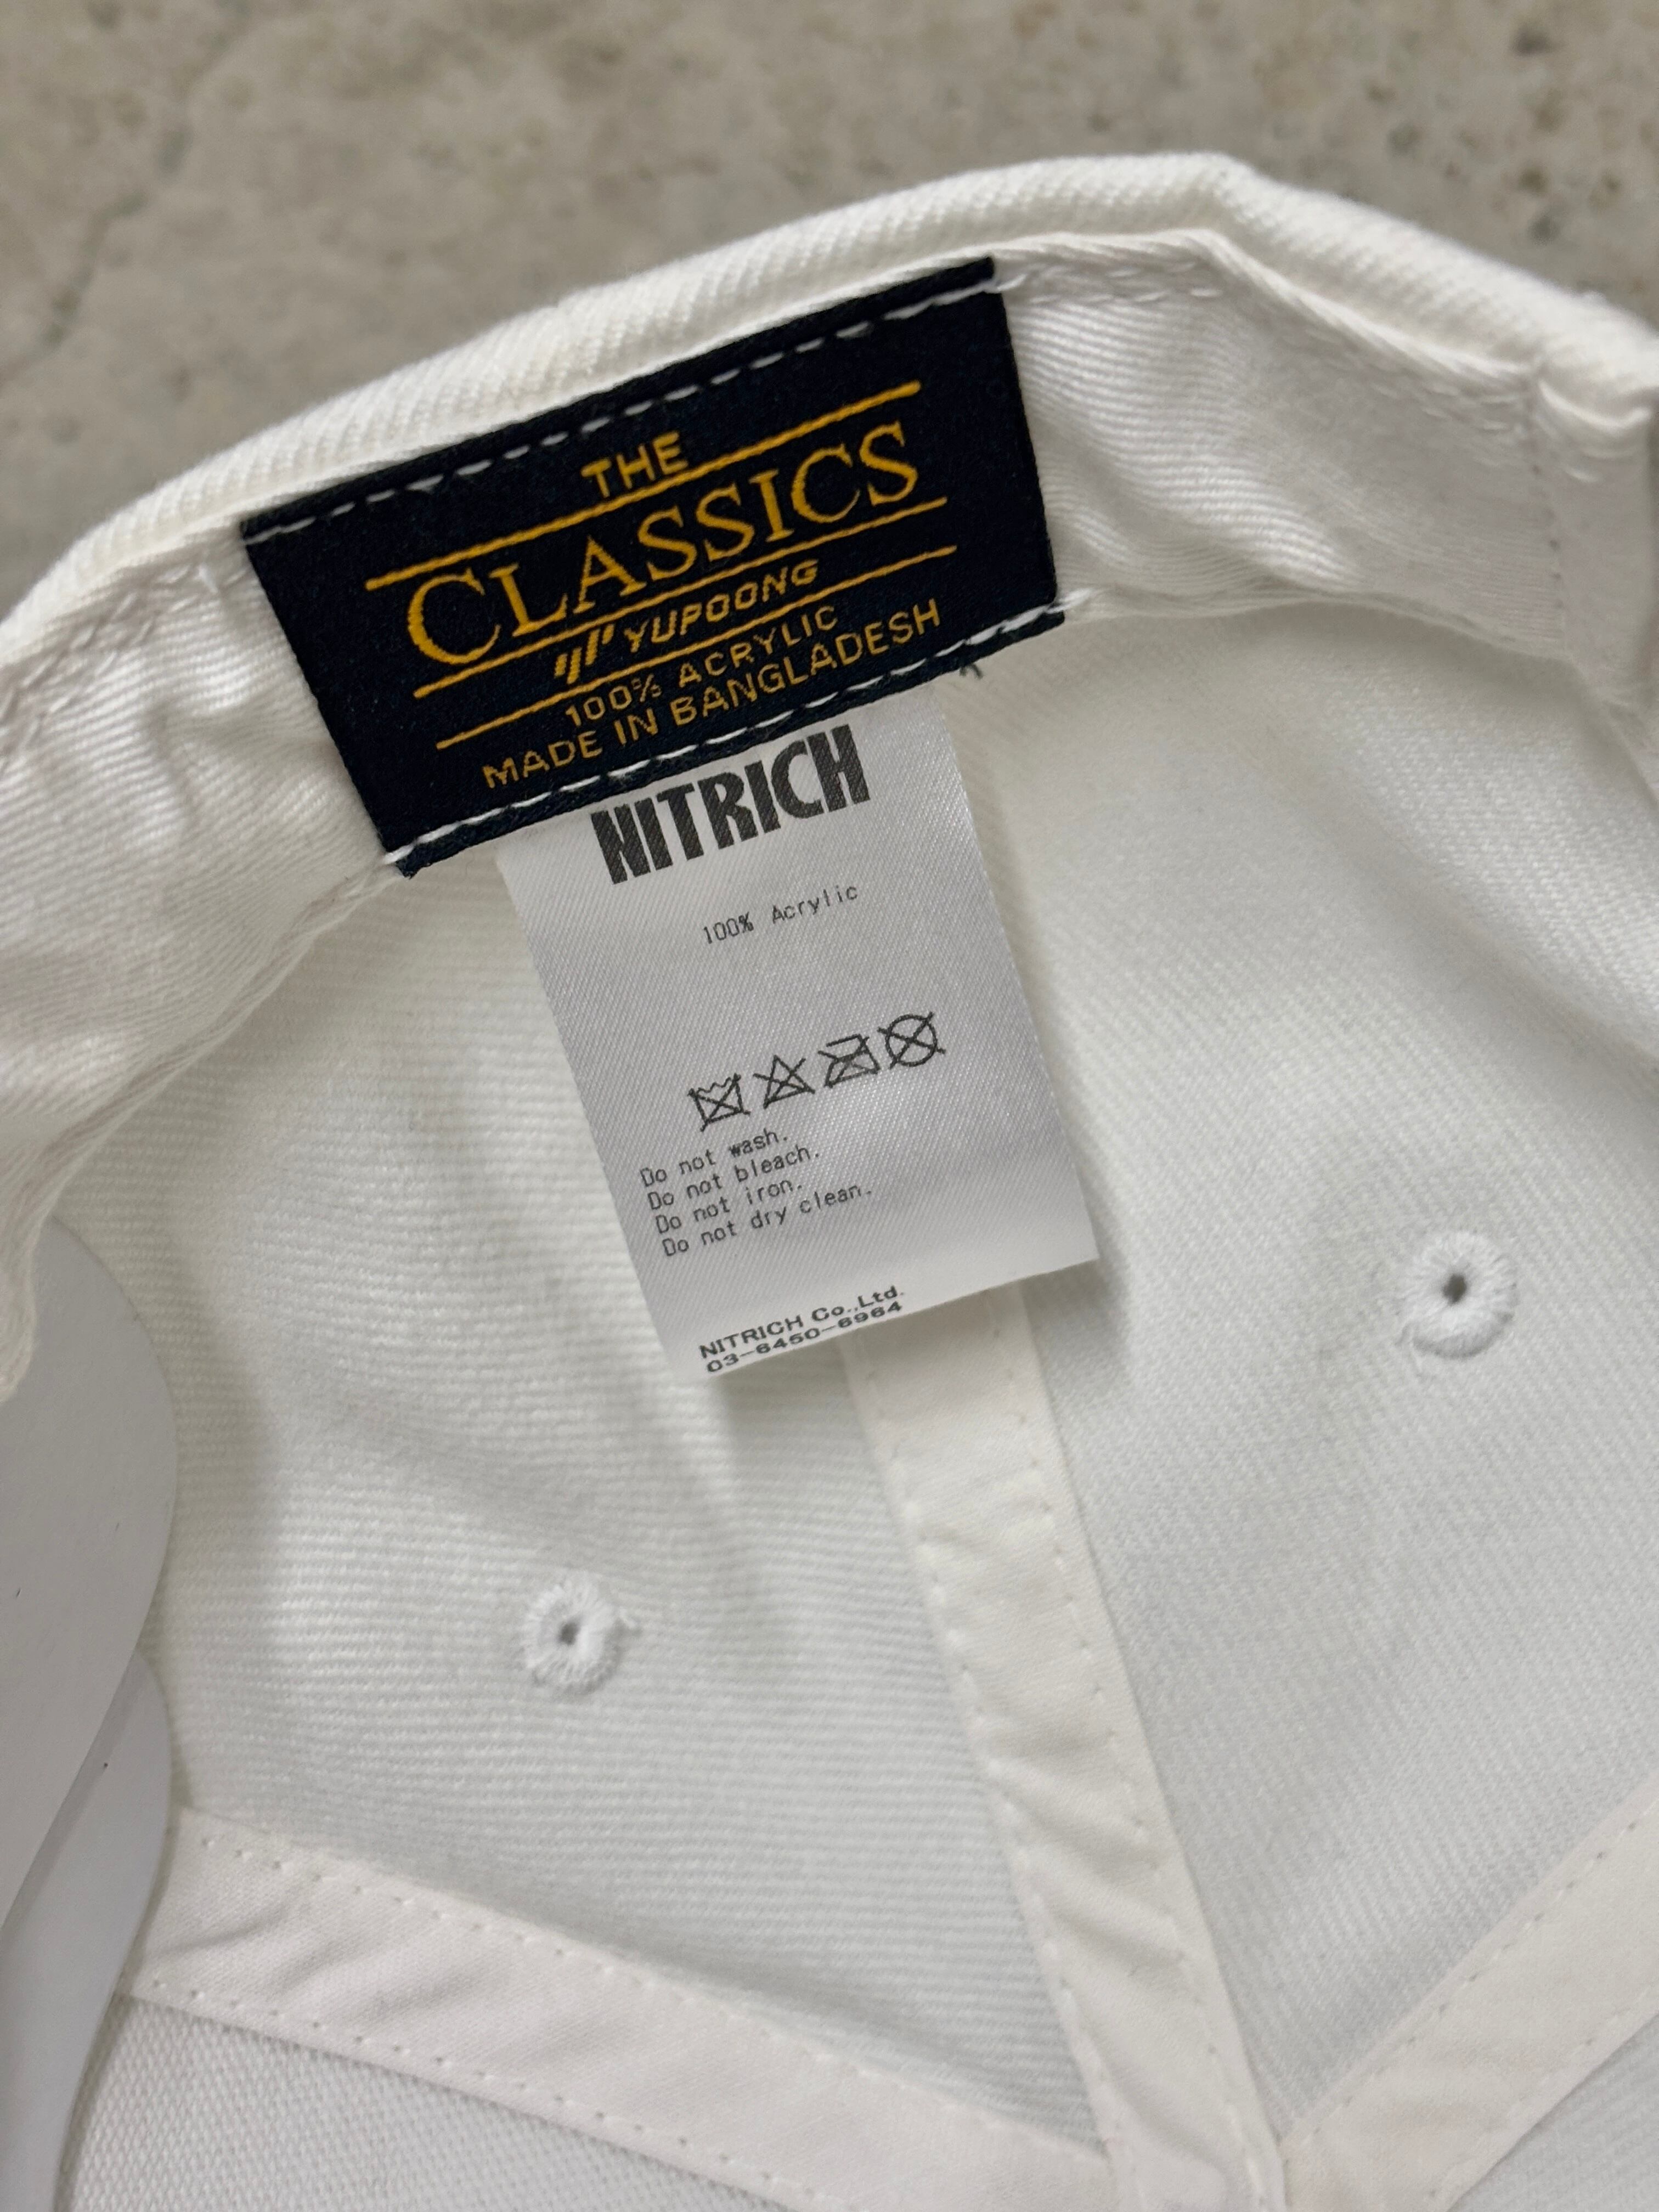 THE
CLASSICS
YUPOONG
100% ACRYLIC
MADE IN BANGLADESH
NITRICH
100% Acrylic
Do not wash.
Do not bleach.
Do not iron.
Do not dry clean.
NITRICH Co.,Ltd.
03-6450-6964